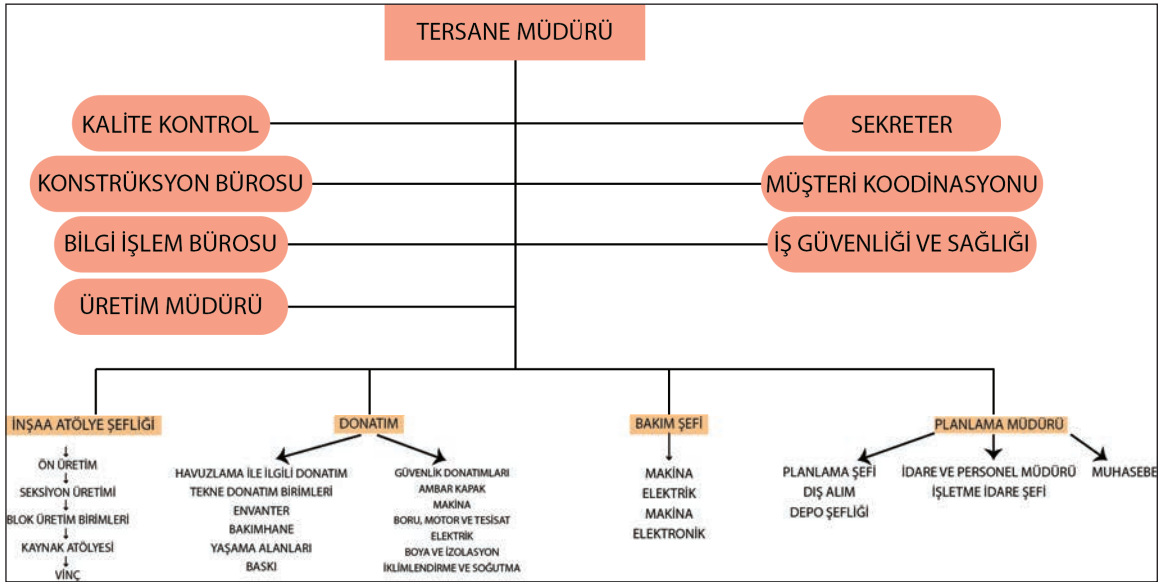 TERSANE MÜDÜRÜ
KALİTE KONTROL
SEKRETER
KONSTRÜKSYON BÜROSU
MÜŞTERİ KOODİNASYONU
BİLGİ İŞLEM BÜROSU
İŞ GÜVENLİĞİ VE SAĞLIĞI
ÜRETİM MÜDÜRÜ
İNŞAA ATÖLYE ŞEFLİĞİ
ÖN ÜRETİM
SEKSİYON ÜRETİMİ
BLOK ÜRETİM BİRİMLERİ
KAYNAK ATÖLYESİ
VİNÇ
DONATIM
HAVUZLAMA İLE İLGİLİ DONATIM
TEKNE DONATIM BİRİMLERİ
ENVANTER
BAKIMHANE
YAŞAMA ALANLARI
BASKI
GÜVENLİK DONATIMLARI
AMBAR KAPAK
MAKİNA
BORU, MOTOR VE TESİSAT
ELEKTRİK
BOYA VE İZOLASYON
İKLİMLENDİRME VE SOĞUTMA
BAKIM ŞEFİ
MAKİNA
ELEKTRİK
MAKİNA
ELEKTRONİK
PLANLAMA MÜDÜRÜ
PLANLAMA ŞEFİ
DIŞ ALIM
DEPO ŞEFLİĞİ
İDARE VE PERSONEL MÜDÜRÜ
İŞLETME İDARE ŞEFİ
MUHASEBE